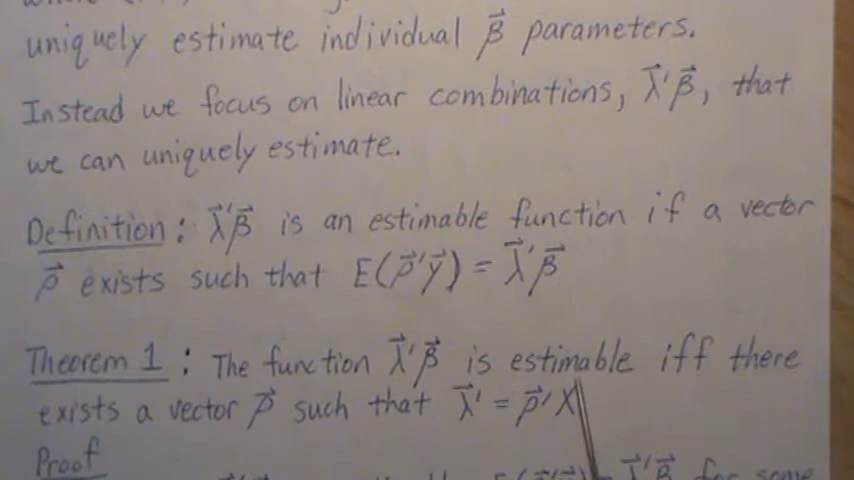 uniquely estimate individual β⃗ parameters.
Instead we focus on linear combinations, λ⃗'β⃗, that
we can uniquely estimate.
Definition: λ⃗'β⃗ is an estimable function if a vector
ρ⃗ exists such that E(ρ⃗'y⃗) = λ⃗'β⃗
Theorem 1: The function λ⃗'β⃗ is estimable iff there
exists a vector ρ⃗ such that λ⃗' = ρ⃗'X
Proof
λ⃗'β⃗ for some